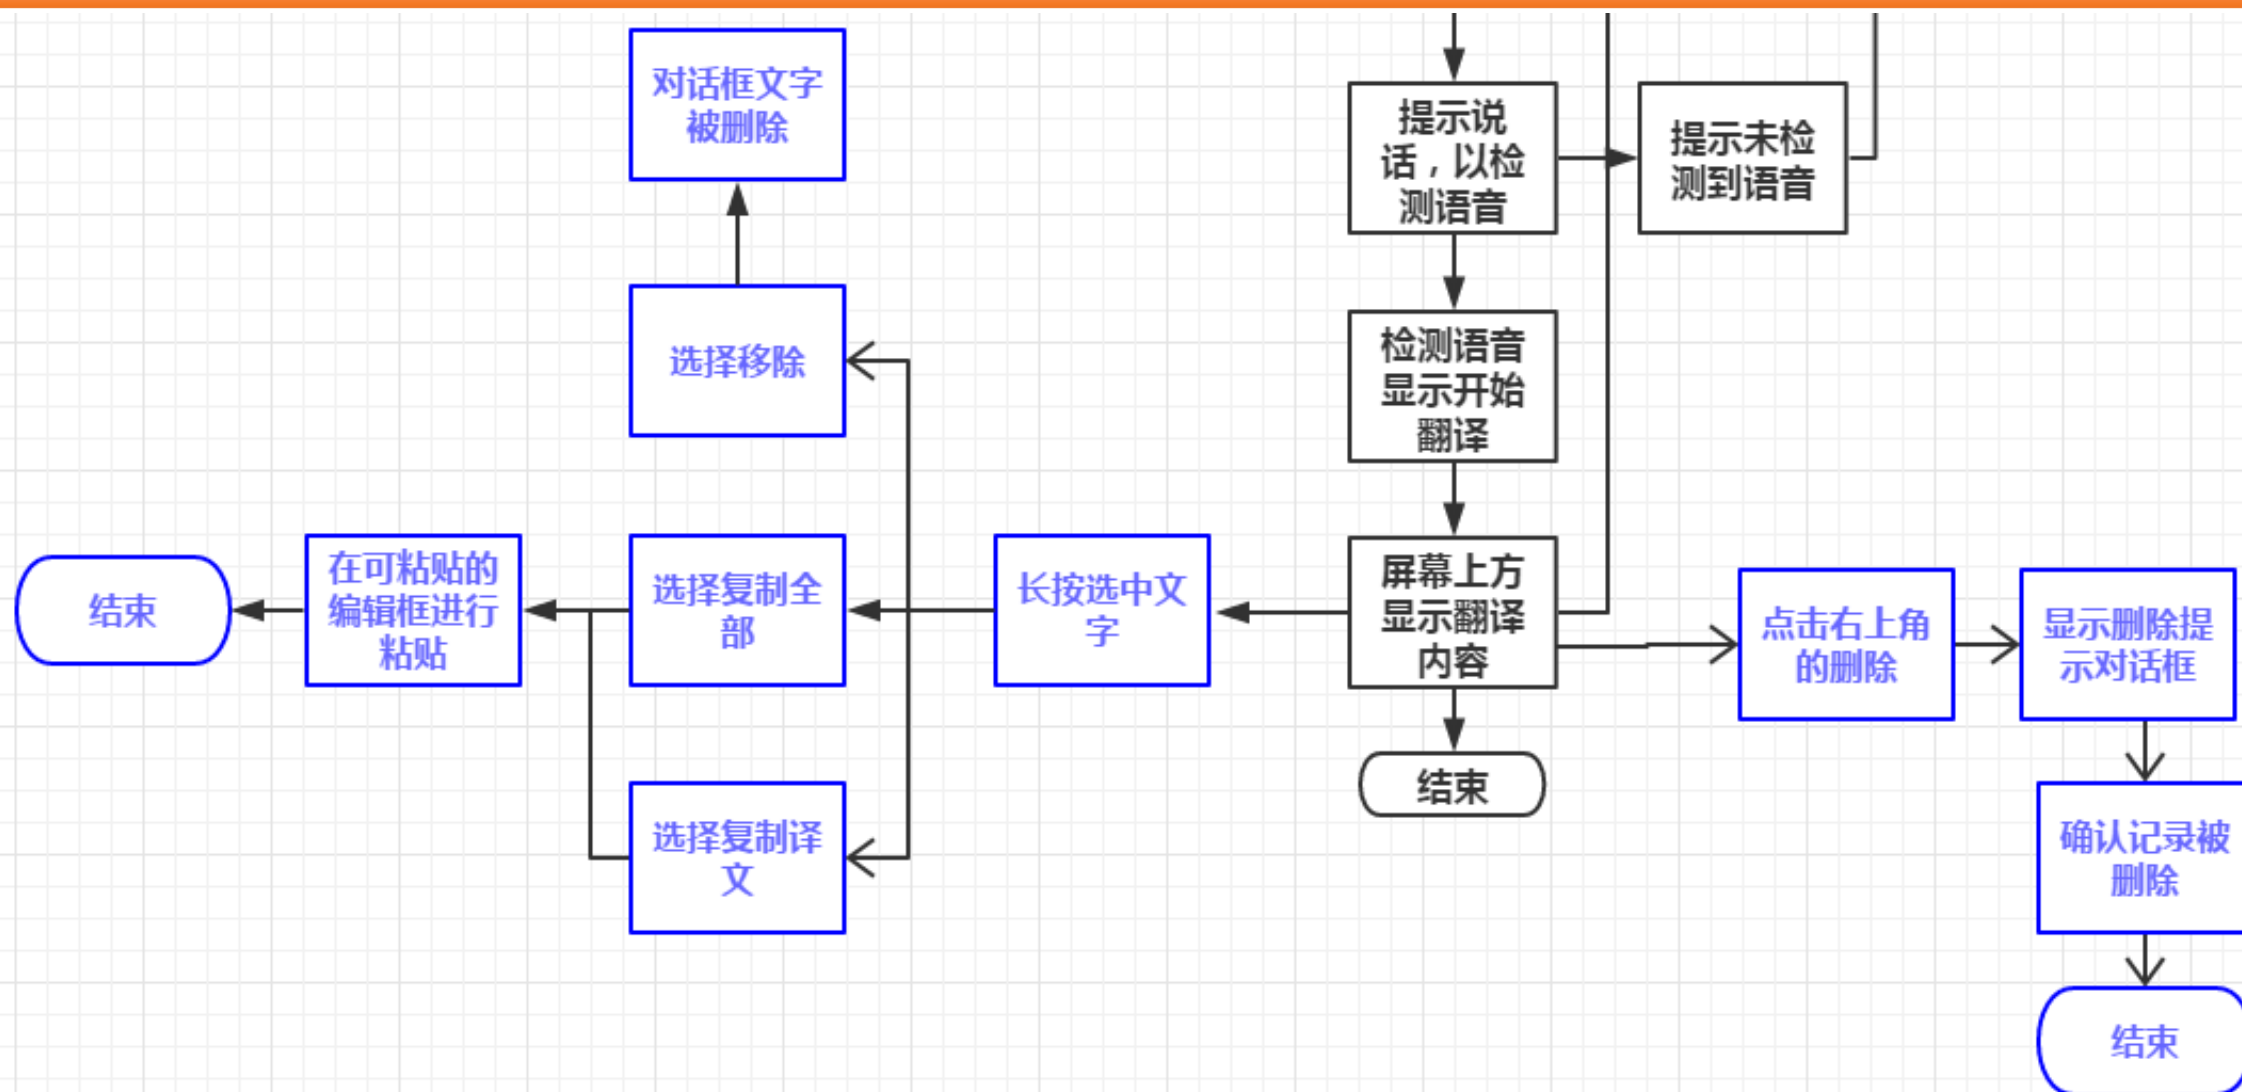 对话框文字
被删除
提示说
话，以检
测语音
提示未检
测到语音
选择移除
检测语音
显示开始
翻译
结束
在可粘贴的
编辑框进行
粘贴
选择复制全
部
长按选中文
字
屏幕上方
显示翻译
内容
点击右上角
的删除
显示删除提
示对话框
结束
选择复制译
文
确认记录被
删除
结束